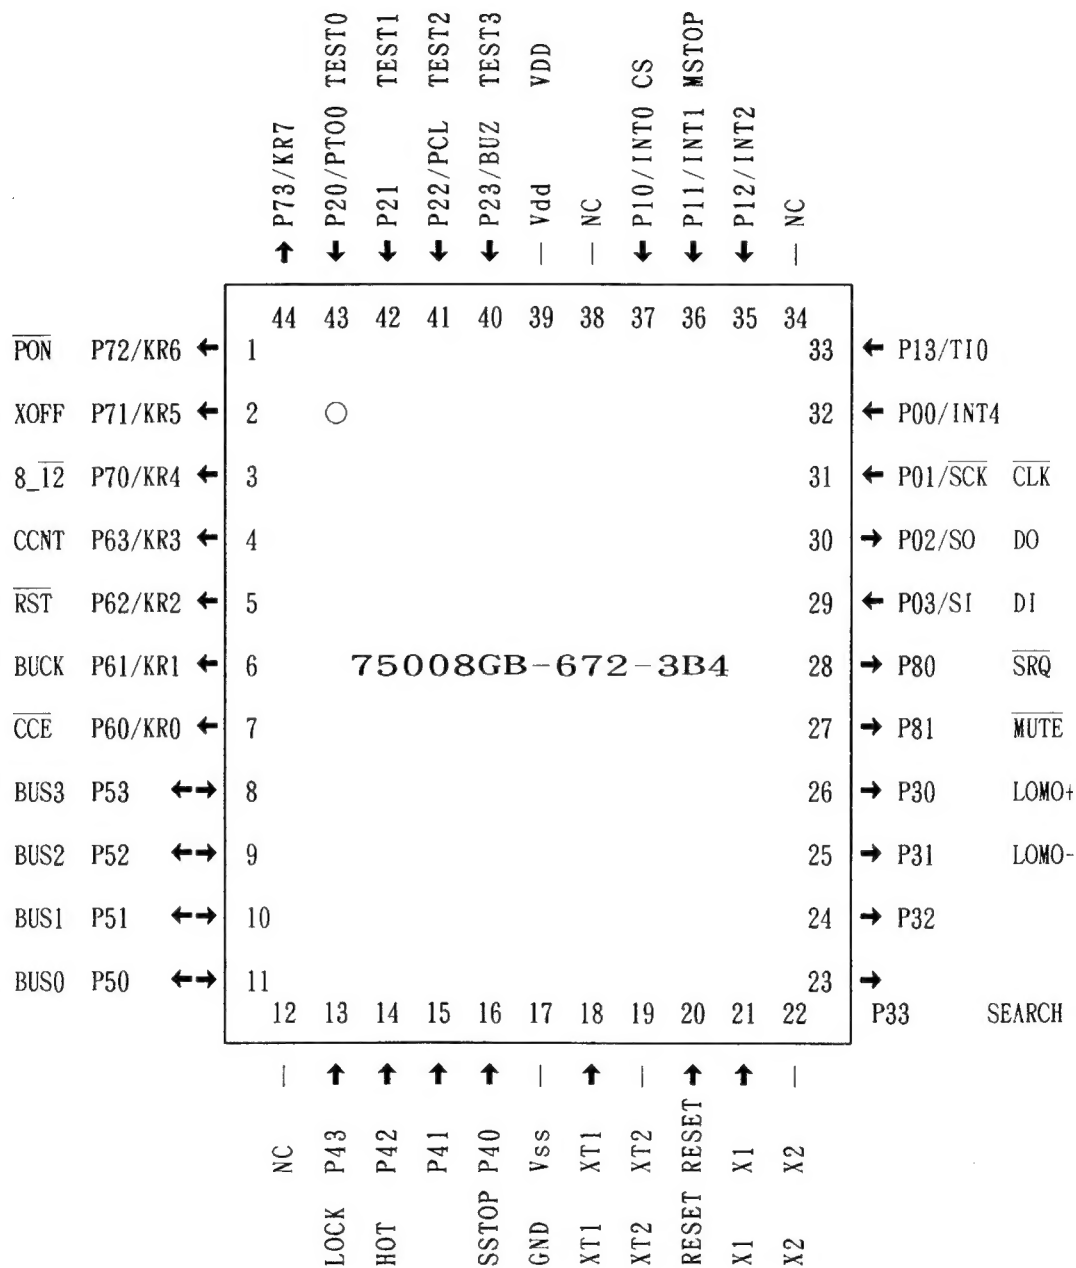 TEST0
TEST1
TEST2
TEST3
VDD
CS
MSTOP
P73/KR7
P20/PTO0
P21
P22/PCL
P23/BUZ
Vdd
NC
P10/INT0
P11/INT1
P12/INT2
NC
44 43 42 41 40 39 38 37 36 35 34
PON P72/KR6 1
33 P13/TI0
XOFF P71/KR5 2
32 P00/INT4
8_12 P70/KR4 3
31 P01/SCK CLK
CCNT P63/KR3 4
30 P02/SO DO
RST P62/KR2 5
29 P03/SI DI
BUCK P61/KR1 6
75008GB-672-3B4
28 P80 SRQ
CCE P60/KR0 7
27 P81 MUTE
BUS3 P53 8
26 P30 LOMO+
BUS2 P52 9
25 P31 LOMO-
BUS1 P51 10
24 P32
BUS0 P50 11
23
12 13 14 15 16 17 18 19 20 21 22
P33 SEARCH
NC
P43
P42
P41
P40
Vss
XT1
XT2
RESET
X1
X2
LOCK
HOT
SSTOP
GND
XT1
XT2
RESET
X1
X2